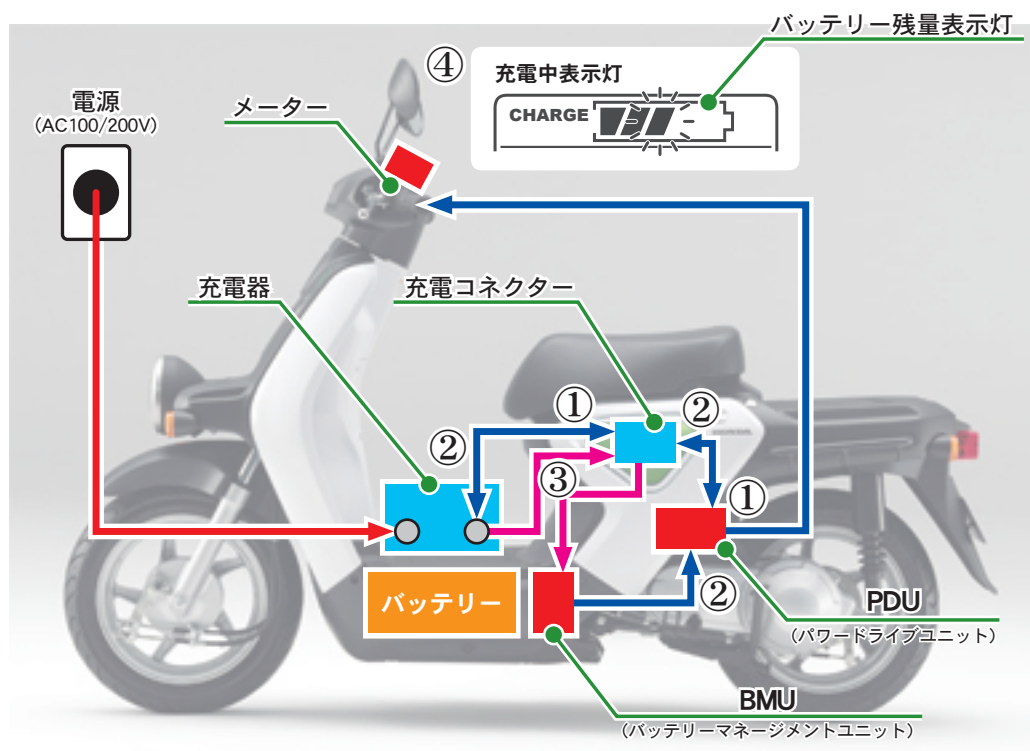 バッテリー残量表示灯
④
充電中表示灯
CHARGE
電源
(AC100/200V)
メーター
充電器
充電コネクター
①
②
②
③
①
バッテリー
②
PDU
(パワードライブユニット)
BMU
(バッテリーマネージメントユニット)